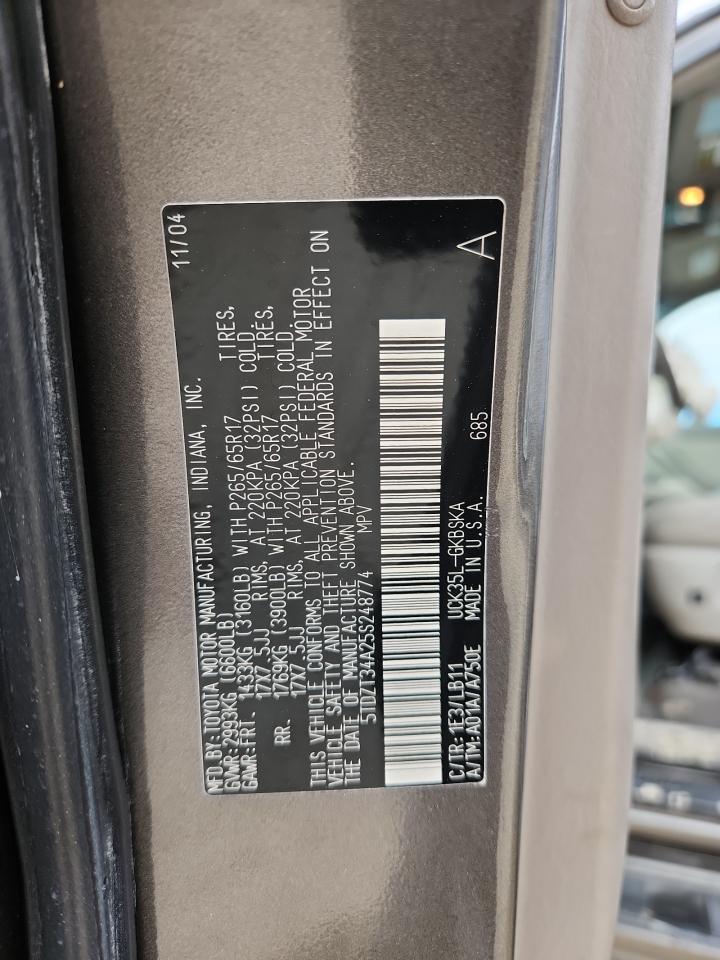 MFD. BY: TOYOTA MOTOR MANUFACTURING, INDIANA, INC. 11/04
GVWR: 2993KG (6600LB)
GAWR: FRT. 1433KG (3160LB) WITH P265/65R17 TIRES,
17X7.5JJ RIMS, AT 220KPA (32PSI) COLD.
RR. 1769KG (3900LB) WITH P265/65R17 TIRES,
17X7.5JJ RIMS, AT 220KPA (32PSI) COLD.
THIS VEHICLE CONFORMS TO ALL APPLICABLE FEDERAL MOTOR
VEHICLE SAFETY AND THEFT PREVENTION STANDARDS IN EFFECT ON
THE DATE OF MANUFACTURE SHOWN ABOVE.
5TDZT34A25S248774 MPV
C/TR: 1E3/LB11 UCK35L-GKBSKA 685 A
A/TM: A01A/A750E MADE IN U.S.A.